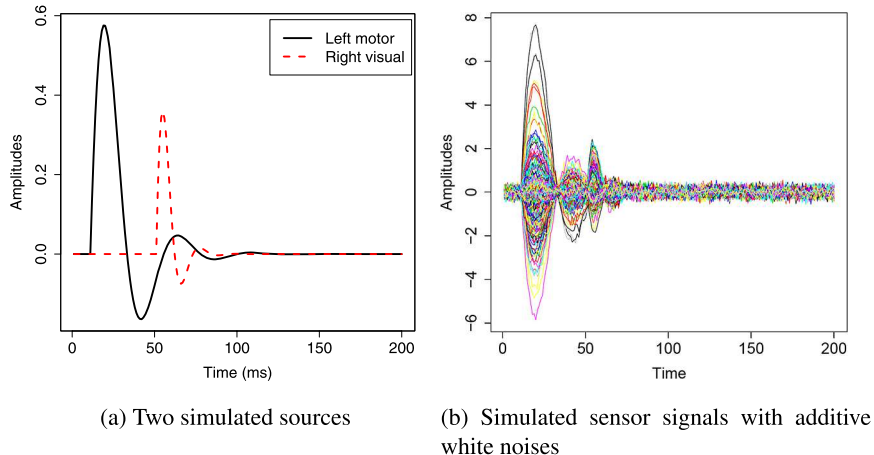 Left motor
Right visual
0.6
0.4
0.2
0.0
Amplitudes
0 50 100 150 200
Time (ms)
8
6
4
2
0
-2
-4
-6
Amplitudes
0 50 100 150 200
Time
(a) Two simulated sources
(b) Simulated sensor signals with additive
white noises